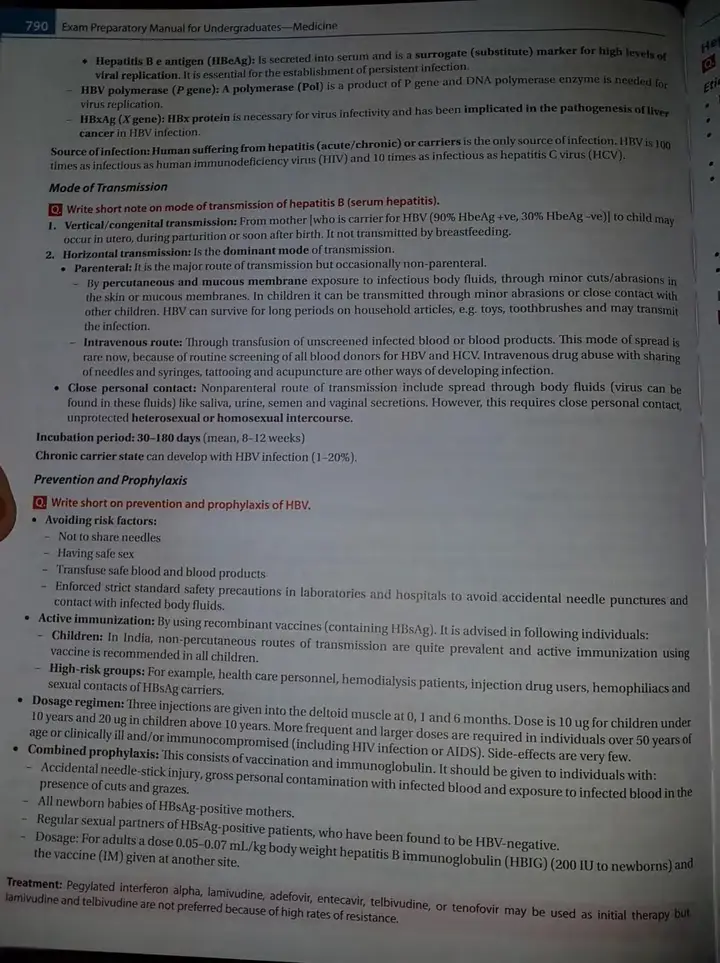 790 Exam Preparatory Manual for Undergraduates—Medicine
• Hepatitis B e antigen (HBeAg): Is secreted into serum and is a surrogate (substitute) marker for high levels of
viral replication. It is essential for the establishment of persistent infection.
– HBV polymerase (P gene): A polymerase (Pol) is a product of P gene and DNA polymerase enzyme is needed for
virus replication.
– HBxAg (X gene): HBx protein is necessary for virus infectivity and has been implicated in the pathogenesis of liver
cancer in HBV infection.
Source of infection: Human suffering from hepatitis (acute/chronic) or carriers is the only source of infection. HBV is 100
times as infectious as human immunodeficiency virus (HIV) and 10 times as infectious as hepatitis C virus (HCV).
Mode of Transmission
Q. Write short note on mode of transmission of hepatitis B (serum hepatitis).
1. Vertical/congenital transmission: From mother [who is carrier for HBV (90% HbeAg +ve, 30% HbeAg –ve)] to child may
occur in utero, during parturition or soon after birth. It not transmitted by breastfeeding.
2. Horizontal transmission: Is the dominant mode of transmission.
• Parenteral: It is the major route of transmission but occasionally non-parenteral.
– By percutaneous and mucous membrane exposure to infectious body fluids, through minor cuts/abrasions in
the skin or mucous membranes. In children it can be transmitted through minor abrasions or close contact with
other children. HBV can survive for long periods on household articles, e.g. toys, toothbrushes and may transmit
the infection.
– Intravenous route: Through transfusion of unscreened infected blood or blood products. This mode of spread is
rare now, because of routine screening of all blood donors for HBV and HCV. Intravenous drug abuse with sharing
of needles and syringes, tattooing and acupuncture are other ways of developing infection.
• Close personal contact: Nonparenteral route of transmission include spread through body fluids (virus can be
found in these fluids) like saliva, urine, semen and vaginal secretions. However, this requires close personal contact,
unprotected heterosexual or homosexual intercourse.
Incubation period: 30–180 days (mean, 8–12 weeks)
Chronic carrier state can develop with HBV infection (1–20%).
Prevention and Prophylaxis
Q. Write short on prevention and prophylaxis of HBV.
• Avoiding risk factors:
– Not to share needles
– Having safe sex
– Transfuse safe blood and blood products
– Enforced strict standard safety precautions in laboratories and hospitals to avoid accidental needle punctures and
contact with infected body fluids.
• Active immunization: By using recombinant vaccines (containing HBsAg). It is advised in following individuals:
– Children: In India, non-percutaneous routes of transmission are quite prevalent and active immunization using
vaccine is recommended in all children.
– High-risk groups: For example, health care personnel, hemodialysis patients, injection drug users, hemophiliacs and
sexual contacts of HBsAg carriers.
• Dosage regimen: Three injections are given into the deltoid muscle at 0, 1 and 6 months. Dose is 10 ug for children under
10 years and 20 ug in children above 10 years. More frequent and larger doses are required in individuals over 50 years of
age or clinically ill and/or immunocompromised (including HIV infection or AIDS). Side-effects are very few.
• Combined prophylaxis: This consists of vaccination and immunoglobulin. It should be given to individuals with:
– Accidental needle-stick injury, gross personal contamination with infected blood and exposure to infected blood in the
presence of cuts and grazes.
– All newborn babies of HBsAg-positive mothers.
– Regular sexual partners of HBsAg-positive patients, who have been found to be HBV-negative.
– Dosage: For adults a dose 0.05–0.07 mL/kg body weight hepatitis B immunoglobulin (HBIG) (200 IU to newborns) and
the vaccine (IM) given at another site.
Treatment: Pegylated interferon alpha, lamivudine, adefovir, entecavir, telbivudine, or tenofovir may be used as initial therapy but
lamivudine and telbivudine are not preferred because of high rates of resistance.
He
Q.
Eti